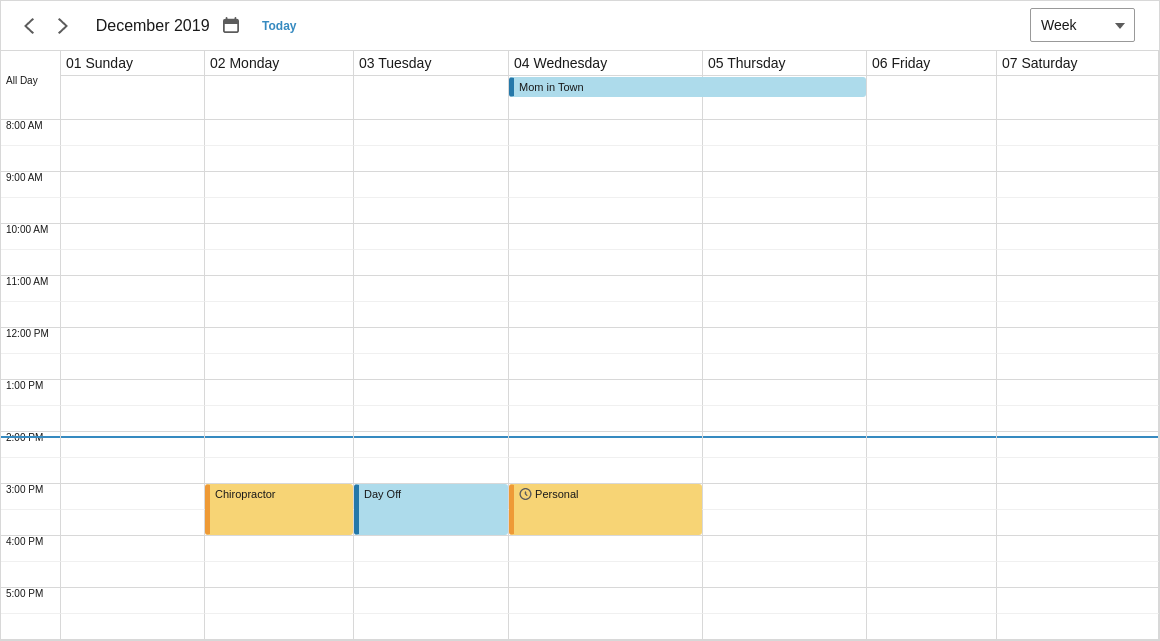 December 2019
Today
Week
01 Sunday
02 Monday
03 Tuesday
04 Wednesday
05 Thursday
06 Friday
07 Saturday
All Day
Mom in Town
8:00 AM
9:00 AM
10:00 AM
11:00 AM
12:00 PM
1:00 PM
2:00 PM
3:00 PM
Chiropractor
Day Off
Personal
4:00 PM
5:00 PM